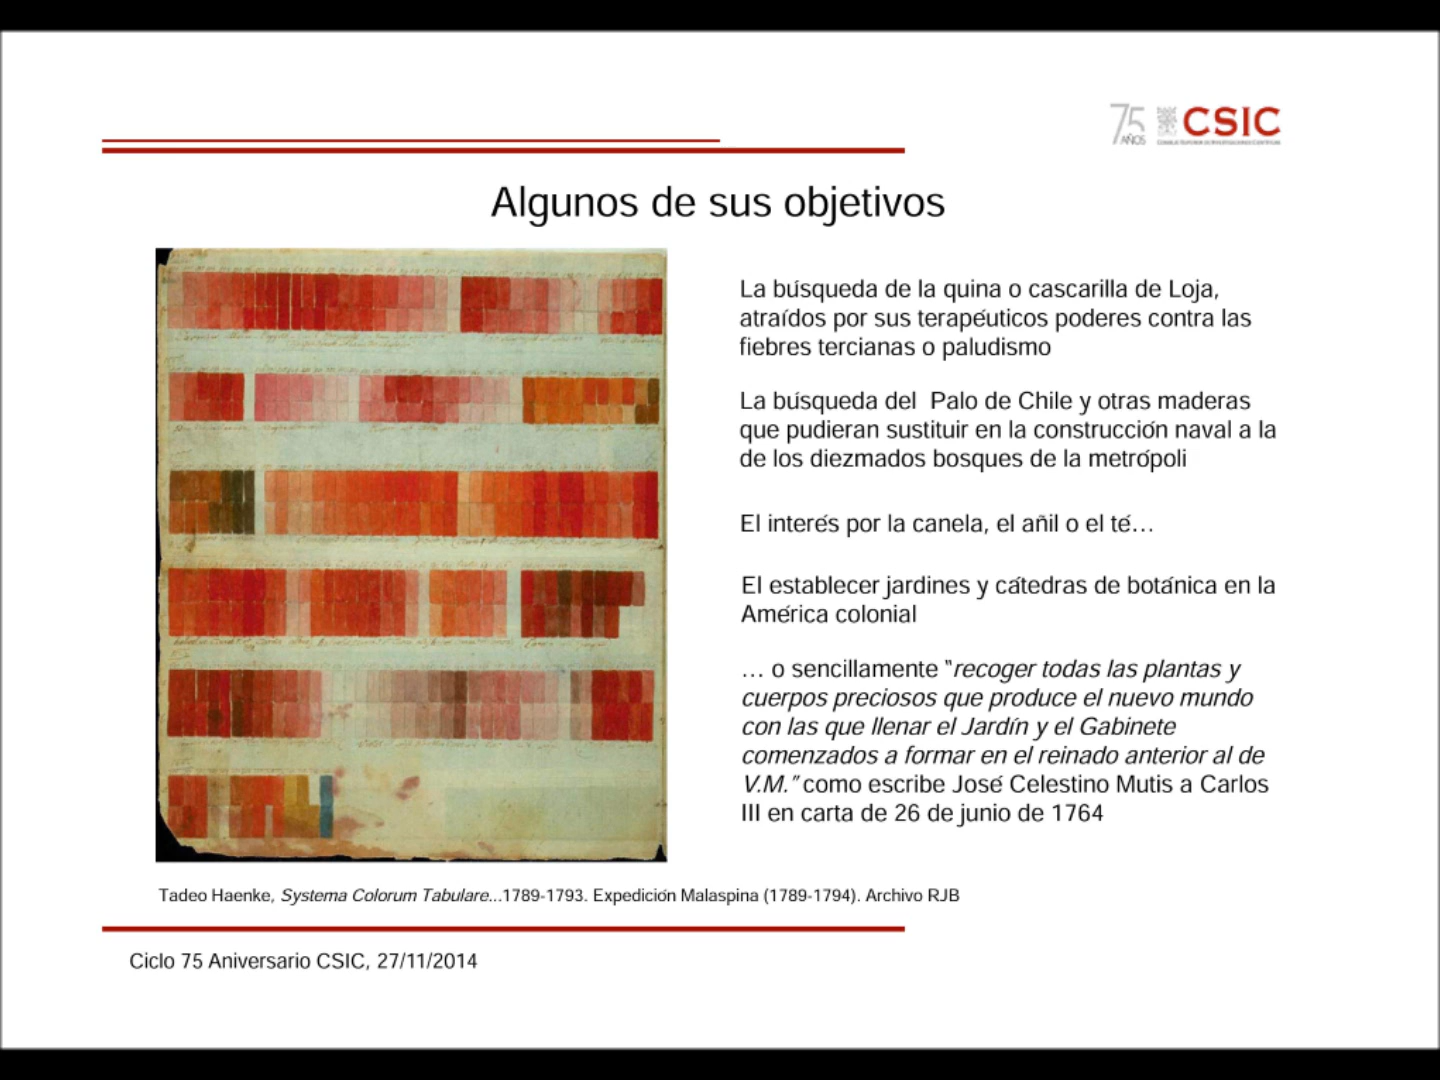 75
AÑOS
CSIC
CONSEJO SUPERIOR DE INVESTIGACIONES CIENTÍFICAS
Algunos de sus objetivos
La búsqueda de la quina o cascarilla de Loja,
atraídos por sus terapéuticos poderes contra las
fiebres tercianas o paludismo
La búsqueda del  Palo de Chile y otras maderas
que pudieran sustituir en la construcción naval a la
de los diezmados bosques de la metrópoli
El interés por la canela, el añil o el té…
El establecer jardines y cátedras de botánica en la
América colonial
… o sencillamente "recoger todas las plantas y
cuerpos preciosos que produce el nuevo mundo
con las que llenar el Jardín y el Gabinete
comenzados a formar en el reinado anterior al de
V.M." como escribe José Celestino Mutis a Carlos
III en carta de 26 de junio de 1764
Tadeo Haenke, Systema Colorum Tabulare...1789-1793. Expedición Malaspina (1789-1794). Archivo RJB
Ciclo 75 Aniversario CSIC, 27/11/2014